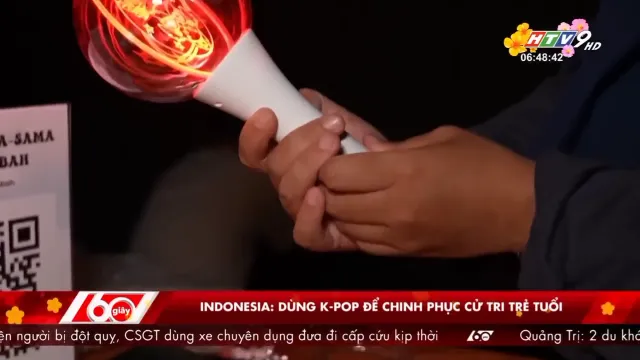 HTV9 HD
06:48:42
A-SAMA
BAH
60 giây
INDONESIA: DÙNG K-POP ĐỂ CHINH PHỤC CỬ TRI TRẺ TUỔI
ện người bị đột quỵ, CSGT dùng xe chuyên dụng đưa đi cấp cứu kịp thời 60 Quảng Trị: 2 du khá